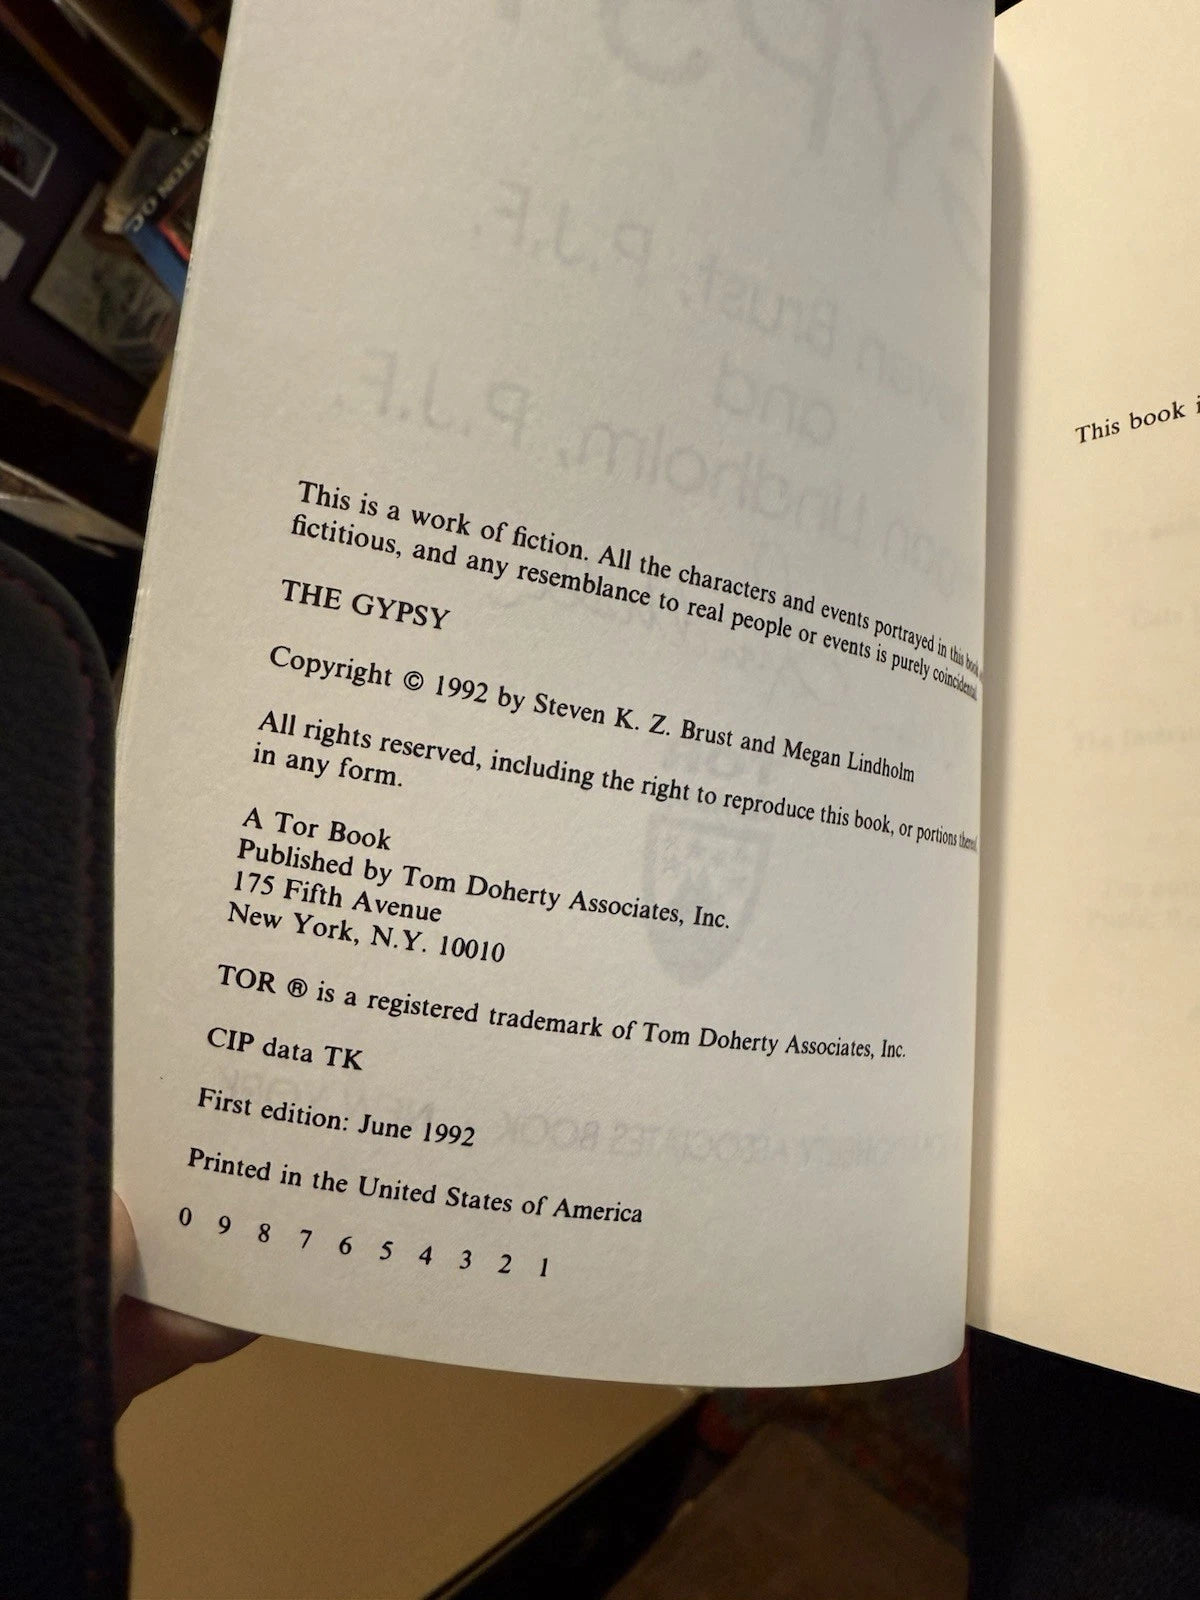 This is a work of fiction. All the characters and events portrayed in this book
fictitious, and any resemblance to real people or events is purely coincidental.
THE GYPSY
Copyright © 1992 by Steven K. Z. Brust and Megan Lindholm
All rights reserved, including the right to reproduce this book, or portions thereof,
in any form.
A Tor Book
Published by Tom Doherty Associates, Inc.
175 Fifth Avenue
New York, N.Y. 10010
TOR ® is a registered trademark of Tom Doherty Associates, Inc.
CIP data TK
First edition: June 1992
Printed in the United States of America
0 9 8 7 6 5 4 3 2 1
This book